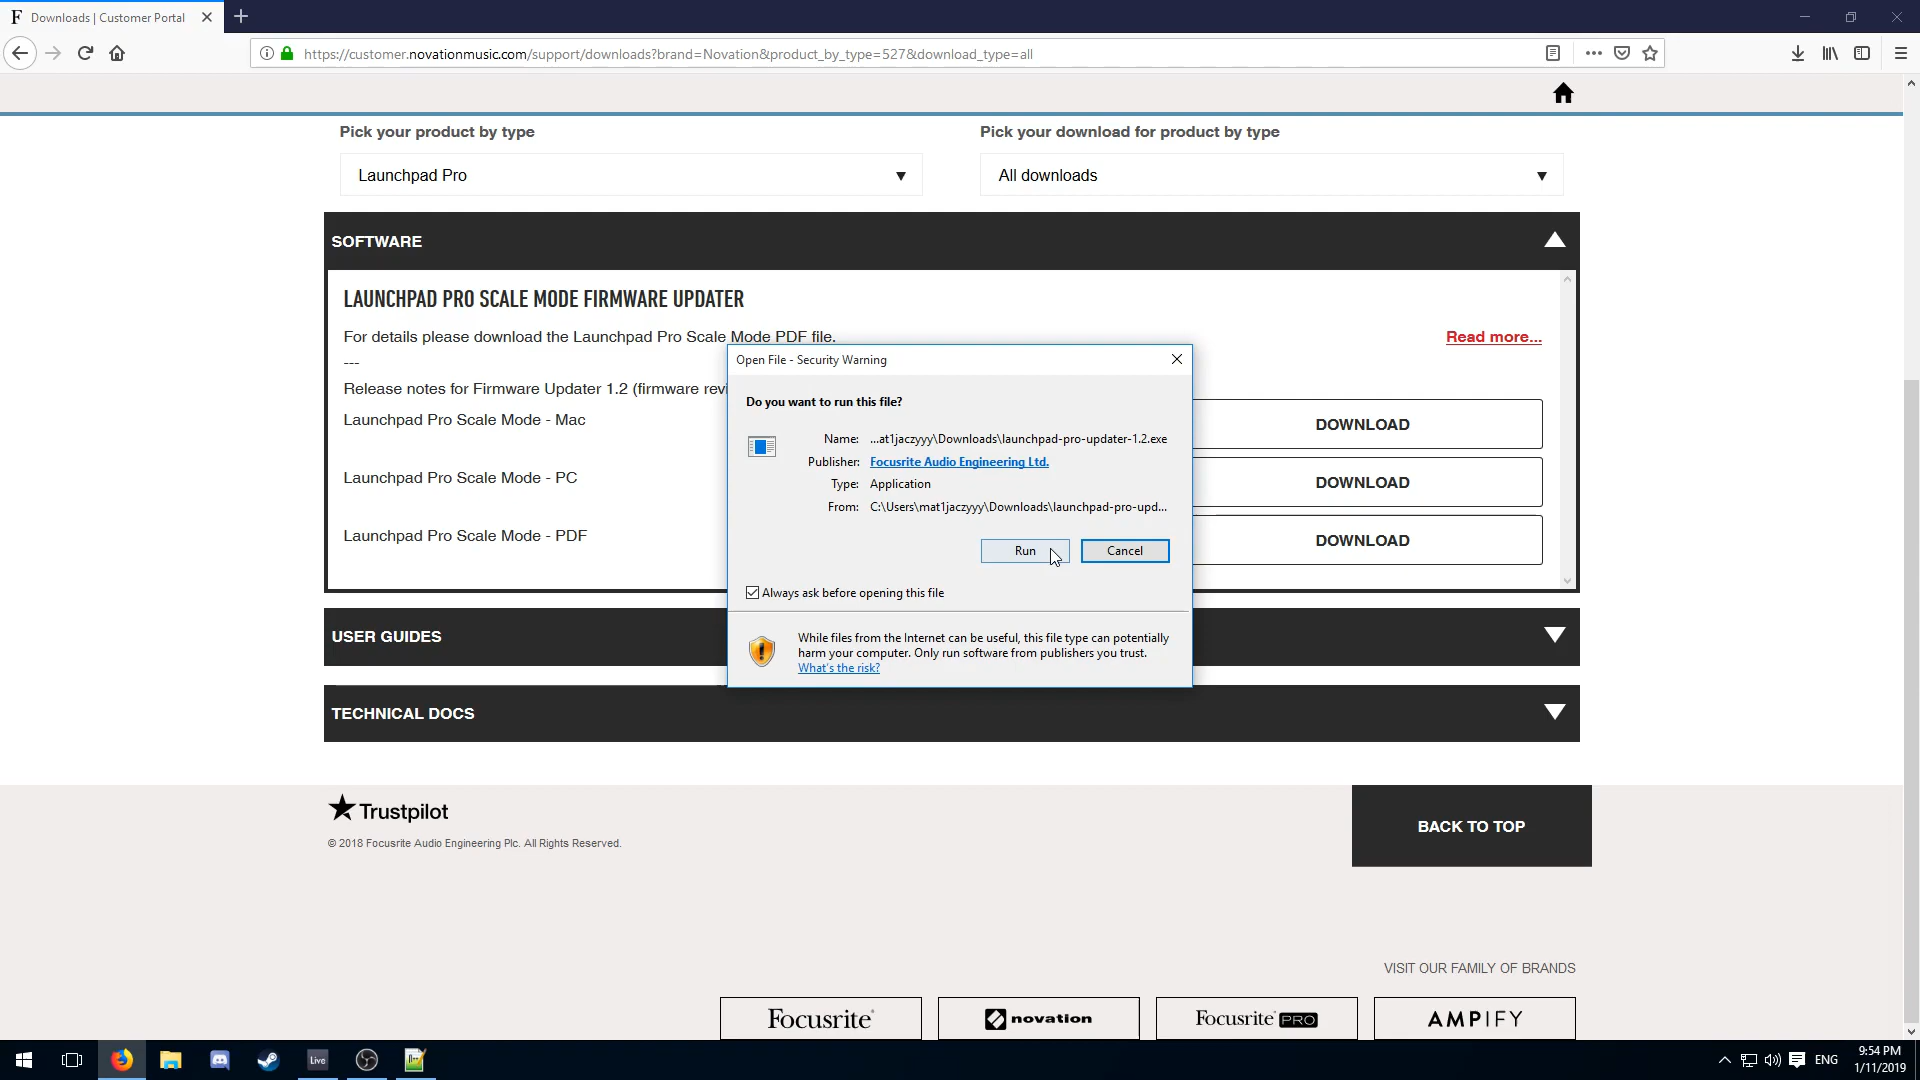 F Downloads | Customer Portal
https://customer.novationmusic.com/support/downloads?brand=Novation&product_by_type=527&download_type=all
Pick your product by type
Pick your download for product by type
Launchpad Pro
All downloads
SOFTWARE
LAUNCHPAD PRO SCALE MODE FIRMWARE UPDATER
For details please download the Launchpad Pro Scale Mode PDF file.
Read more...
---
Release notes for Firmware Updater 1.2 (firmware revi
Launchpad Pro Scale Mode - Mac
DOWNLOAD
Launchpad Pro Scale Mode - PC
DOWNLOAD
Launchpad Pro Scale Mode - PDF
DOWNLOAD
Open File - Security Warning
Do you want to run this file?
Name: ...at1jaczyyy\Downloads\launchpad-pro-updater-1.2.exe
Publisher: Focusrite Audio Engineering Ltd.
Type: Application
From: C:\Users\mat1jaczyyy\Downloads\launchpad-pro-upd...
Run
Cancel
Always ask before opening this file
While files from the Internet can be useful, this file type can potentially
harm your computer. Only run software from publishers you trust.
What's the risk?
USER GUIDES
TECHNICAL DOCS
Trustpilot
© 2018 Focusrite Audio Engineering Plc. All Rights Reserved.
BACK TO TOP
VISIT OUR FAMILY OF BRANDS
Focusrite
novation
Focusrite PRO
AMPIFY
Live
ENG
9:54 PM
1/11/2019